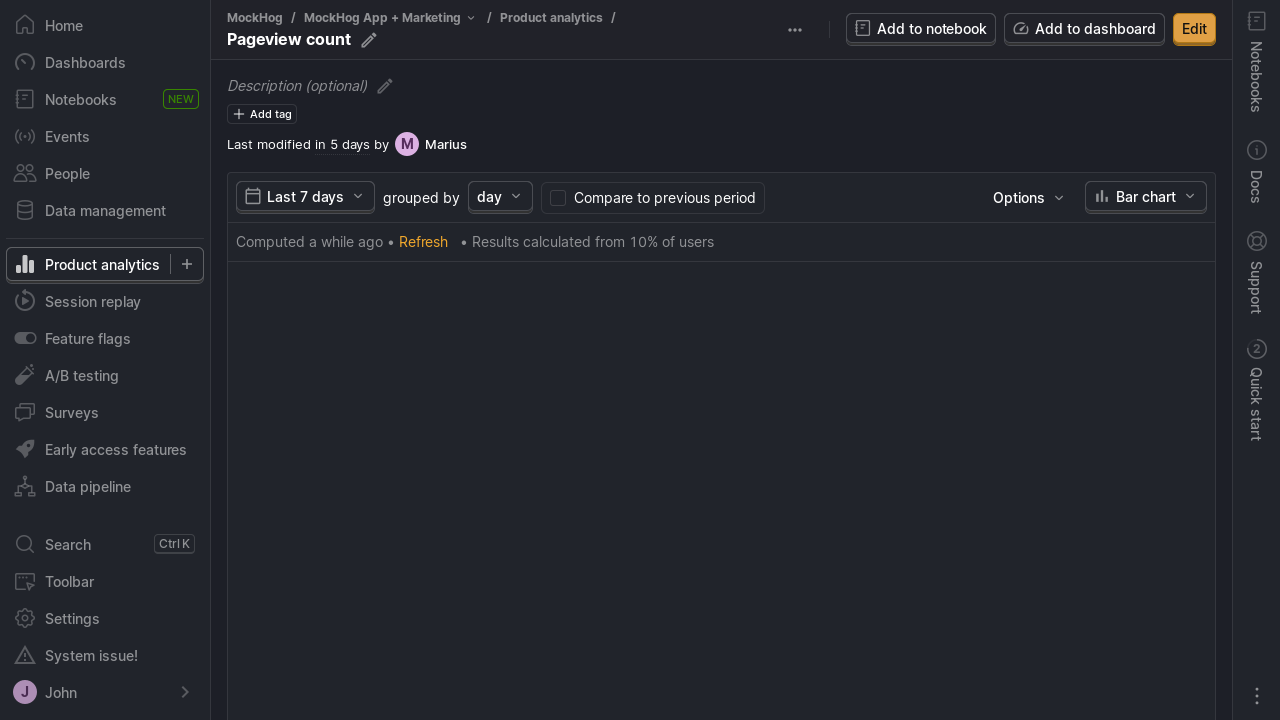 Home
Dashboards
Notebooks NEW
Events
People
Data management
Product analytics
Session replay
Feature flags
A/B testing
Surveys
Early access features
Data pipeline
Search Ctrl K
Toolbar
Settings
System issue!
J John
MockHog / MockHog App + Marketing / Product analytics /
Pageview count
Add to notebook
Add to dashboard
Edit
Description (optional)
Add tag
Last modified in 5 days by M Marius
Last 7 days grouped by day Compare to previous period Options Bar chart
Computed a while ago • Refresh • Results calculated from 10% of users
Notebooks
Docs
Support
2
Quick start